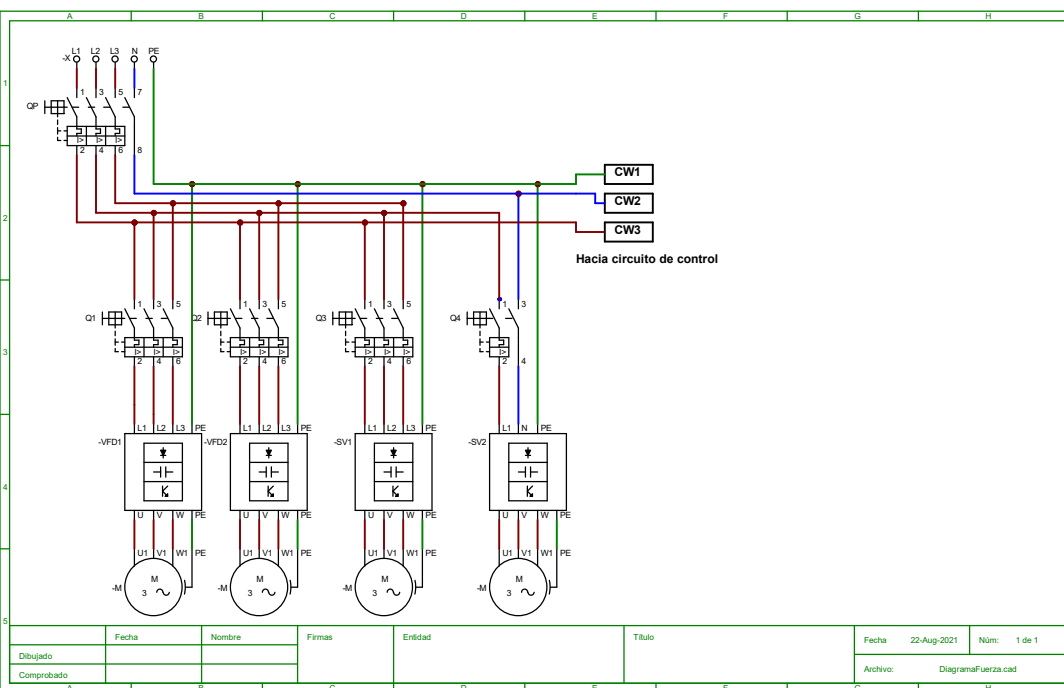 A B C D E F G H
L1 L2 L3 N PE
-X
1
1 3 5 7
QP
I> I> I>
2 4 6 8
CW1
CW2
2
CW3
Hacia circuito de control
1 3 5 1 3 5 1 3 5 1 3
Q1 Q2 Q3 Q4
3
I> I> I> I> I> I> I> I> I> I>
2 4 6 2 4 6 2 4 6 2 4
L1 L2 L3 PE L1 L2 L3 PE L1 L2 L3 PE L1 N PE
-VFD1 -VFD2 -SV1 -SV2
4
U V W PE U V W PE U V W PE U V W PE
U1 V1 W1 PE U1 V1 W1 PE U1 V1 W1 PE U1 V1 W1 PE
M M M M
-M 3 -M 3 -M 3 -M 3
5
Fecha Nombre Firmas Entidad Título Fecha 22-Aug-2021 Núm: 1 de 1
Dibujado
Comprobado
Archivo: DiagramaFuerza.cad
A B C D E F G H